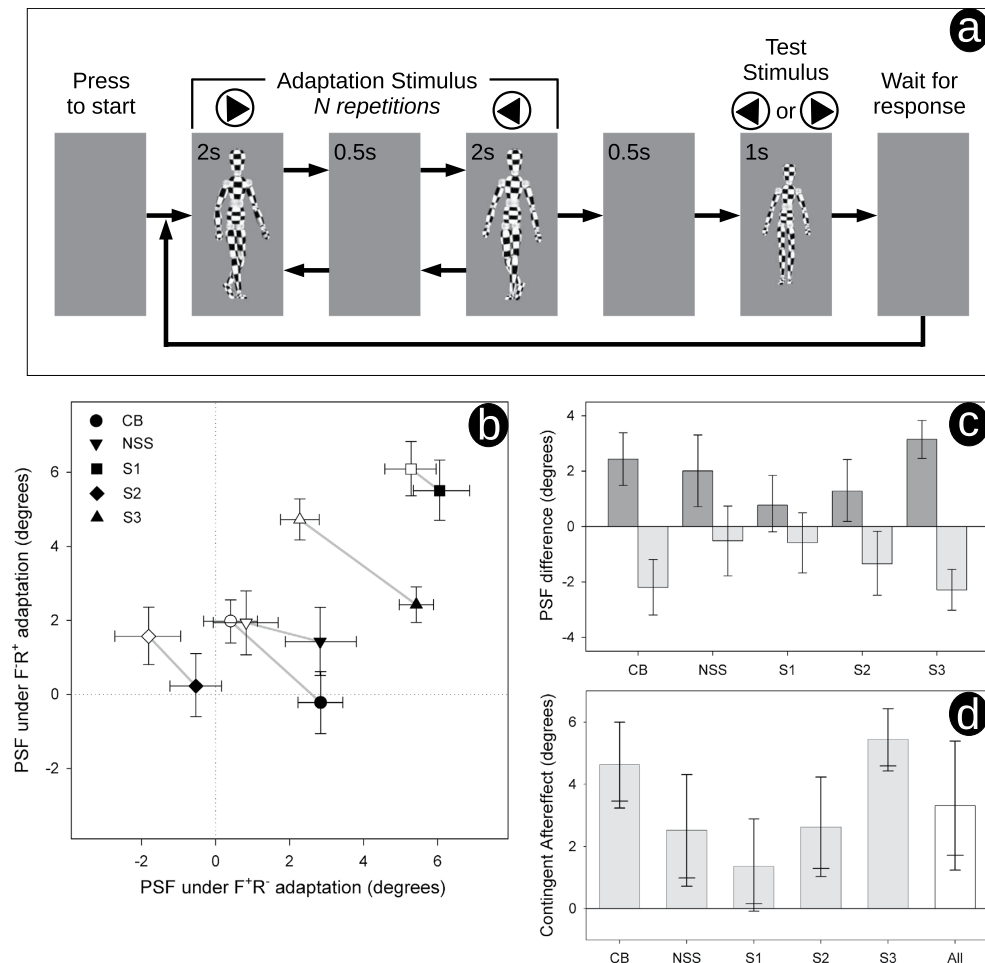 a
Press
to start
Adaptation Stimulus
N repetitions
Test
Stimulus
or
Wait for
response
2s
0.5s
2s
0.5s
1s
b
CB
NSS
S1
S2
S3
PSF under F⁻R⁺ adaptation (degrees)
6
4
2
0
-2
-2 0 2 4 6
PSF under F⁺R⁻ adaptation (degrees)
c
PSF difference (degrees)
4
2
0
-2
-4
CB NSS S1 S2 S3
d
Contingent Aftereffect (degrees)
6
4
2
0
CB NSS S1 S2 S3 All